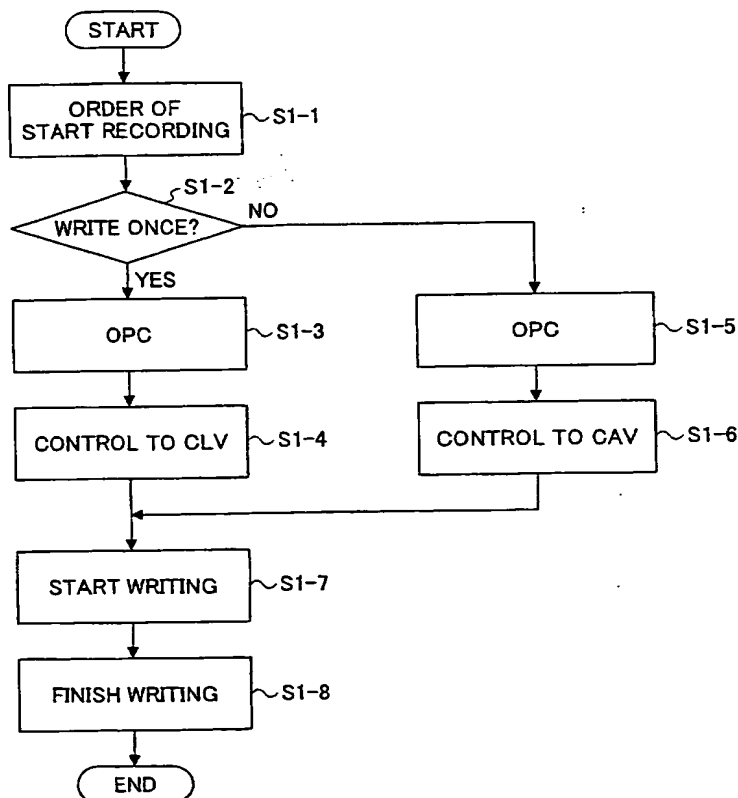 START
ORDER OF
START RECORDING
S1-1
S1-2
WRITE ONCE?
NO
YES
OPC
S1-3
OPC
S1-5
CONTROL TO CLV
S1-4
CONTROL TO CAV
S1-6
START WRITING
S1-7
FINISH WRITING
S1-8
END